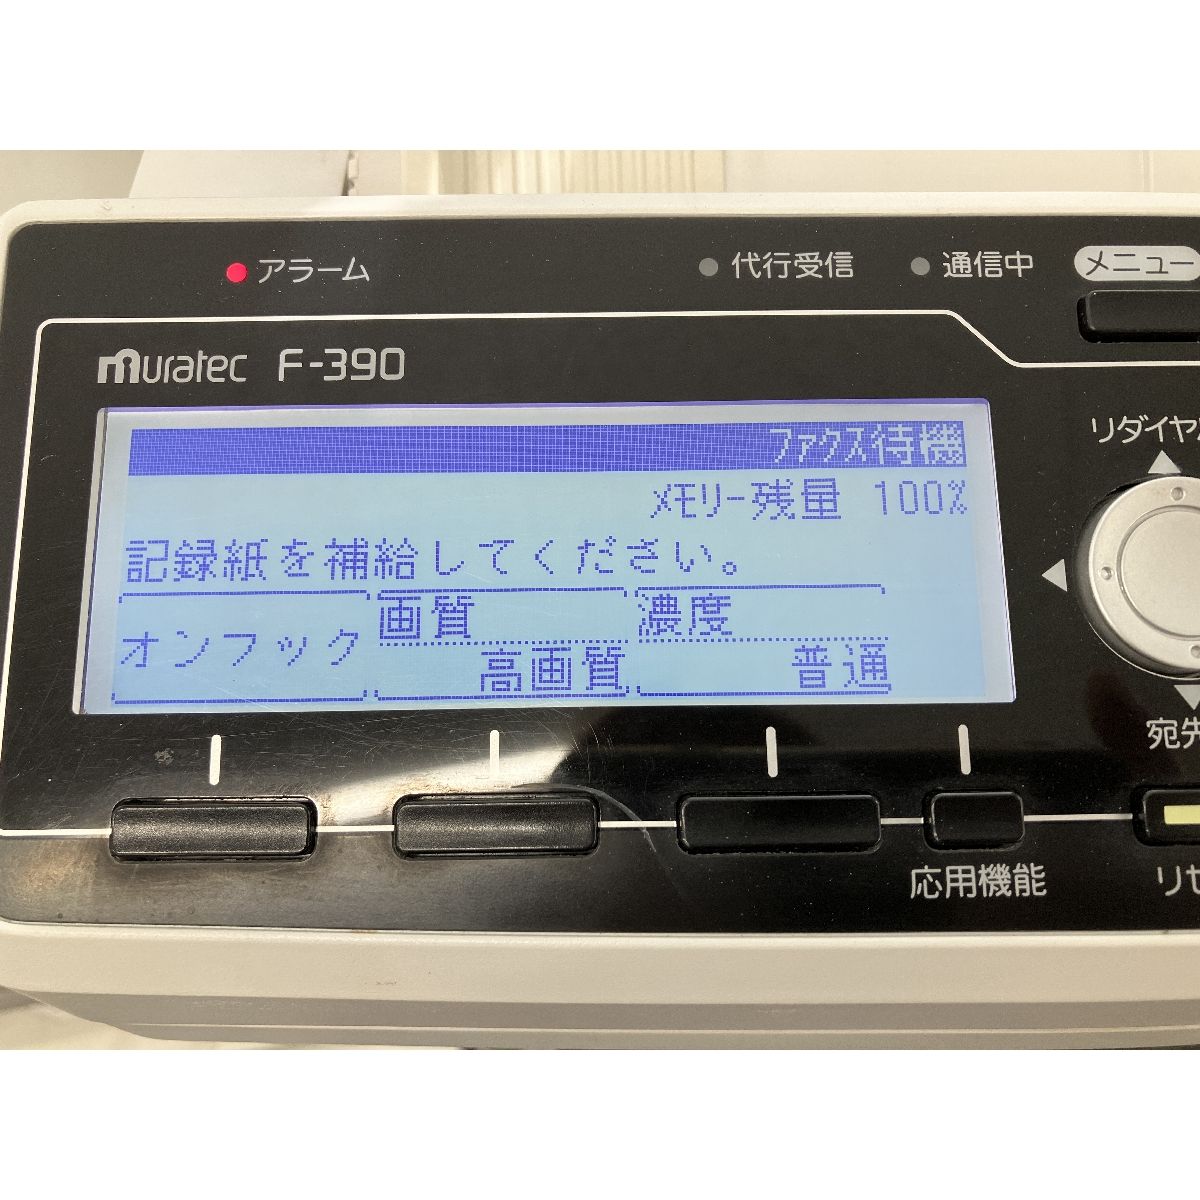 アラーム
代行受信
通信中
メニュー
muratec F-390
ファクス待機
メモリー残量 100%
記録紙を補給してください。
オンフック
画質
高画質
濃度
普通
リダイヤ
宛先
応用機能
リセ